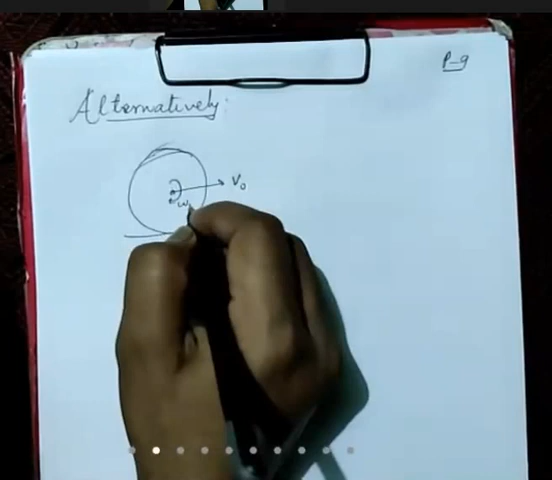 P-9
Alternatively:
V₀
ω